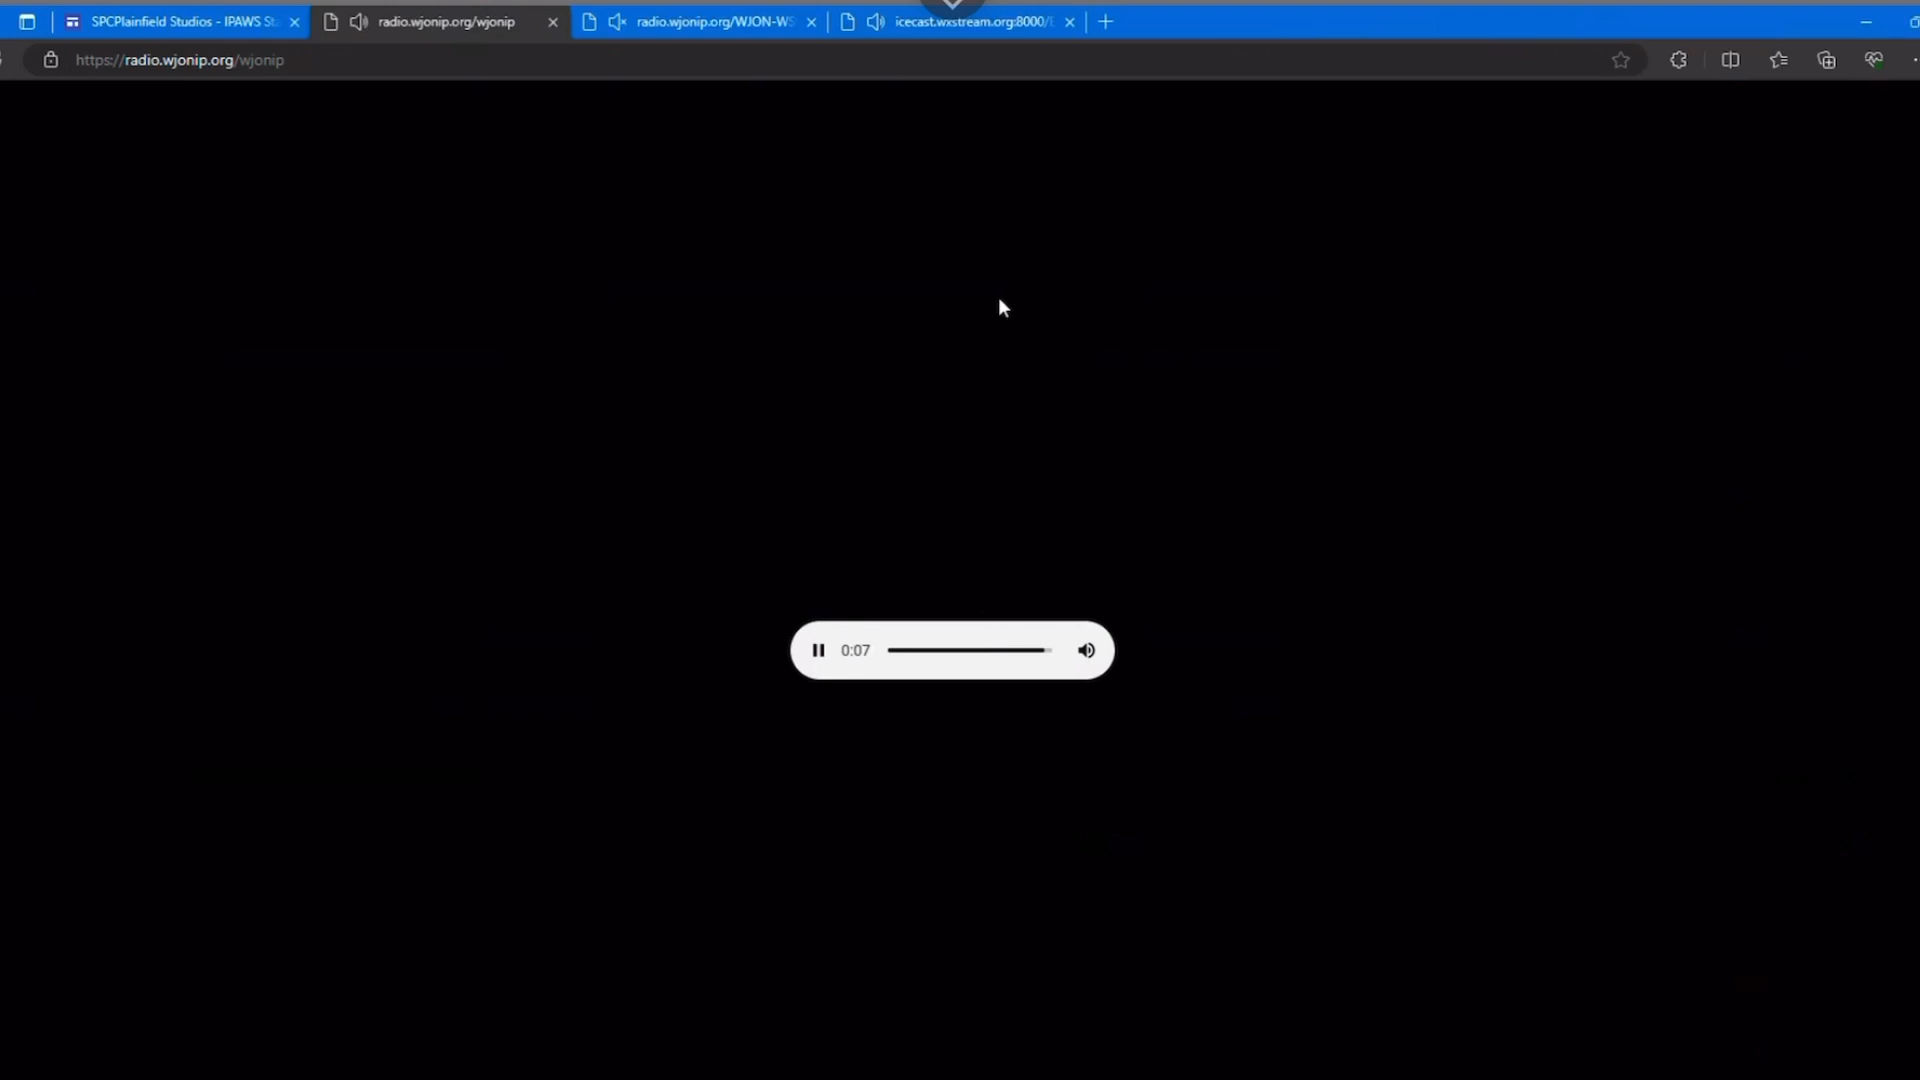 SPCPlainfield Studios - IPAWS St
radio.wjonip.org/wjonip
radio.wjonip.org/WJON-WS
icecast.wxstream.org:8000/
https://radio.wjonip.org/wjonip
0:07